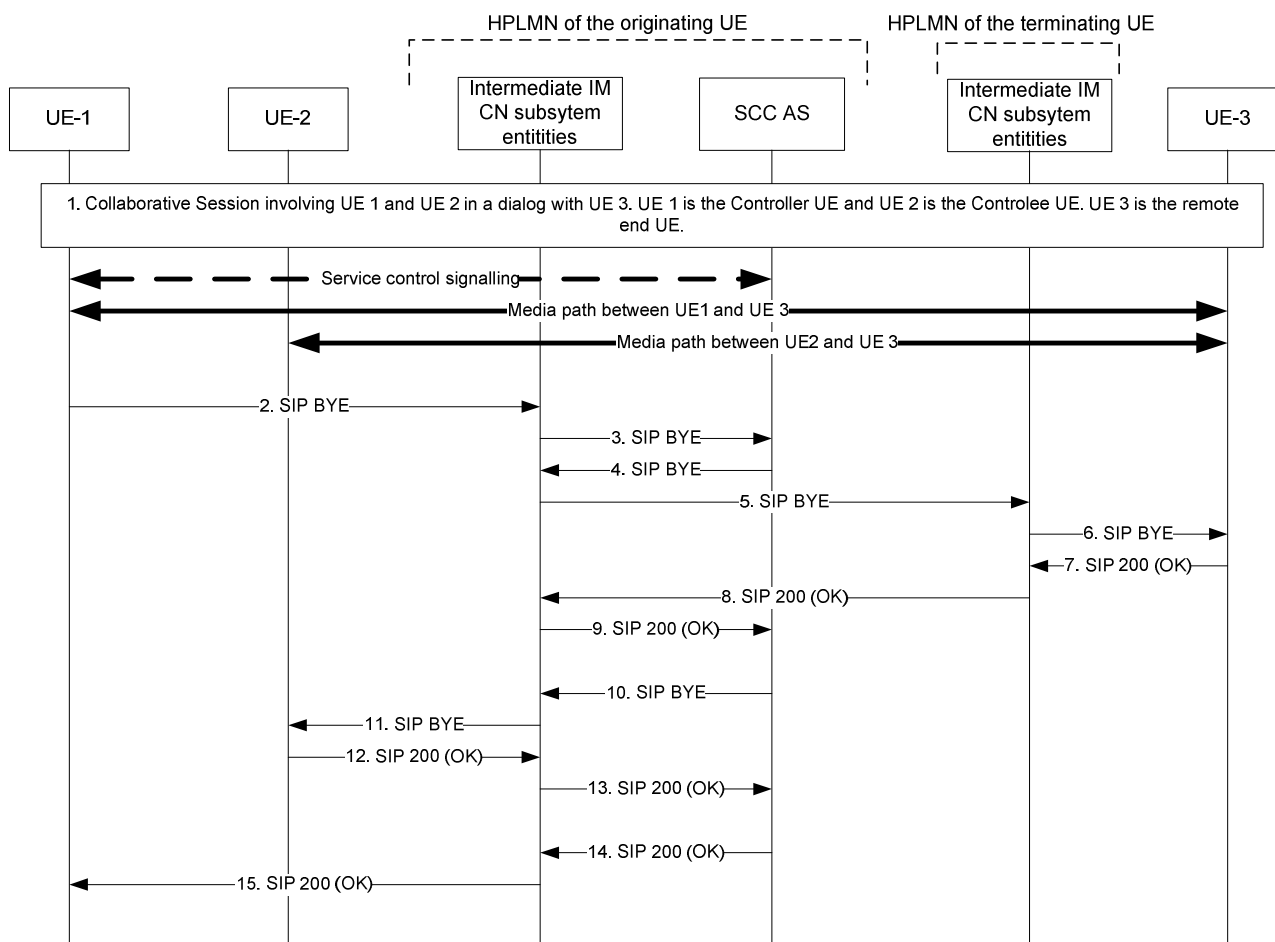 HPLMN of the originating UE
HPLMN of the terminating UE
UE-1
UE-2
Intermediate IM
CN subsytem
entitities
SCC AS
Intermediate IM
CN subsytem
entitities
UE-3
1. Collaborative Session involving UE 1 and UE 2 in a dialog with UE 3. UE 1 is the Controller UE and UE 2 is the Controlee UE. UE 3 is the remote
end UE.
Service control signalling
Media path between UE1 and UE 3
Media path between UE2 and UE 3
2. SIP BYE
3. SIP BYE
4. SIP BYE
5. SIP BYE
6. SIP BYE
7. SIP 200 (OK)
8. SIP 200 (OK)
9. SIP 200 (OK)
10. SIP BYE
11. SIP BYE
12. SIP 200 (OK)
13. SIP 200 (OK)
14. SIP 200 (OK)
15. SIP 200 (OK)